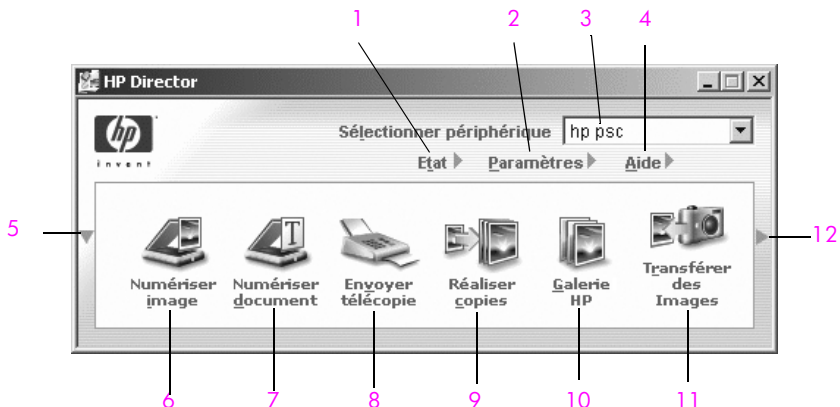 1 2 3 4
HP Director
hp
invent
Sélectionner périphérique hp psc
Etat Paramètres Aide
5
12
Numériser
image
Numériser
document
Envoyer
télécopie
Réaliser
copies
Galerie
HP
Transférer
des
Images
6 7 8 9 10 11